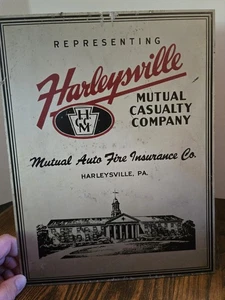 REPRESENTING
Harleysville
H
C C
M
MUTUAL
CASUALTY
COMPANY
Mutual Auto Fire Insurance Co.
HARLEYSVILLE, PA.